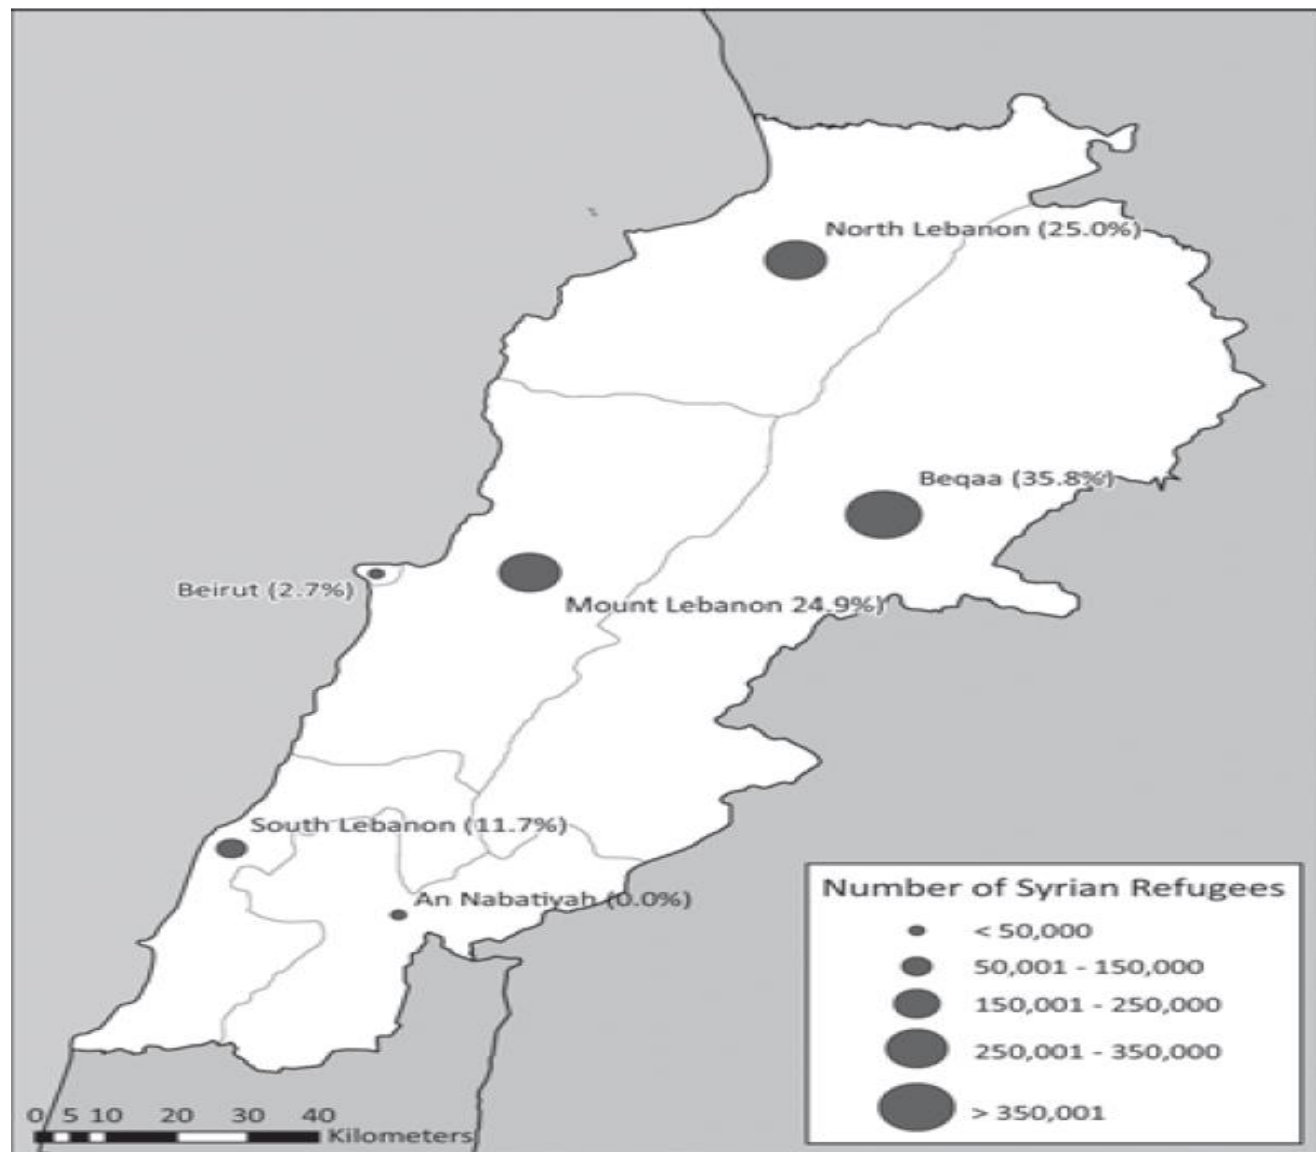 North Lebanon (25.0%)
Beqaa (35.8%)
Beirut (2.7%)
Mount Lebanon 24.9%)
South Lebanon (11.7%)
An Nabatiyah (0.0%)
Number of Syrian Refugees
< 50,000
50,001 - 150,000
150,001 - 250,000
250,001 - 350,000
> 350,001
0 5 10 20 30 40
Kilometers